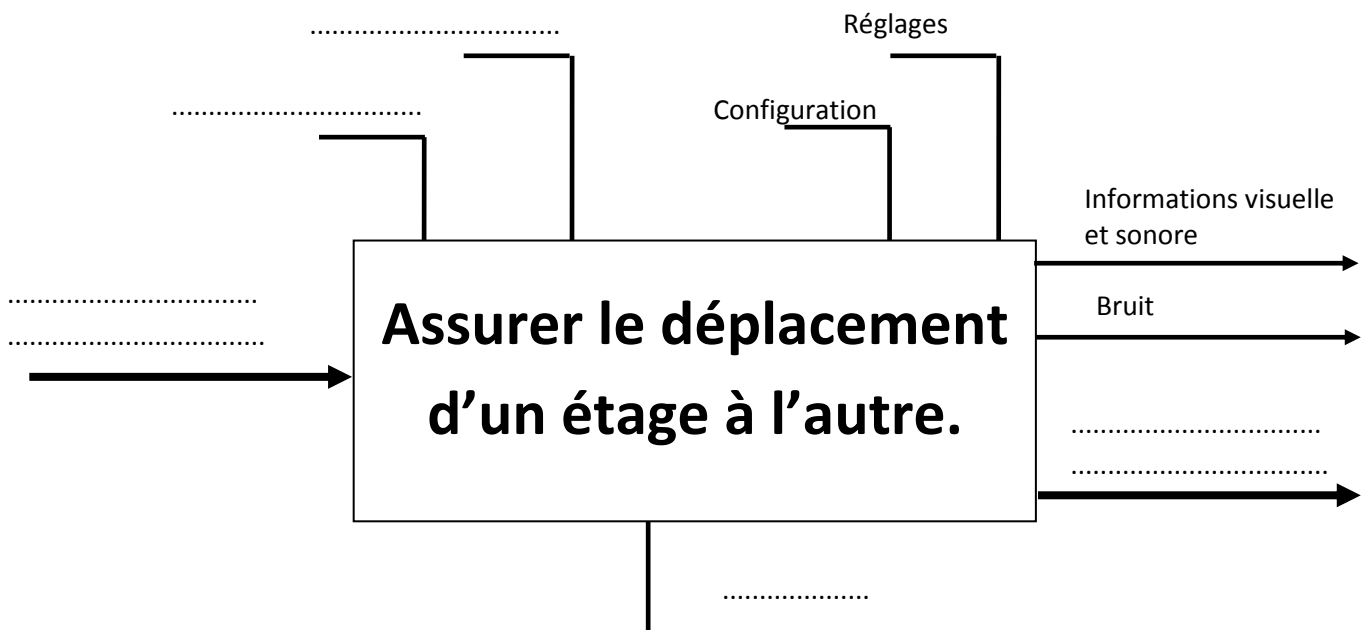 .................................. Réglages
.................................. Configuration
Informations visuelle
et sonore
..................................
...................................
Bruit
Assurer le déplacement
d’un étage à l’autre.
..................................
...................................
....................